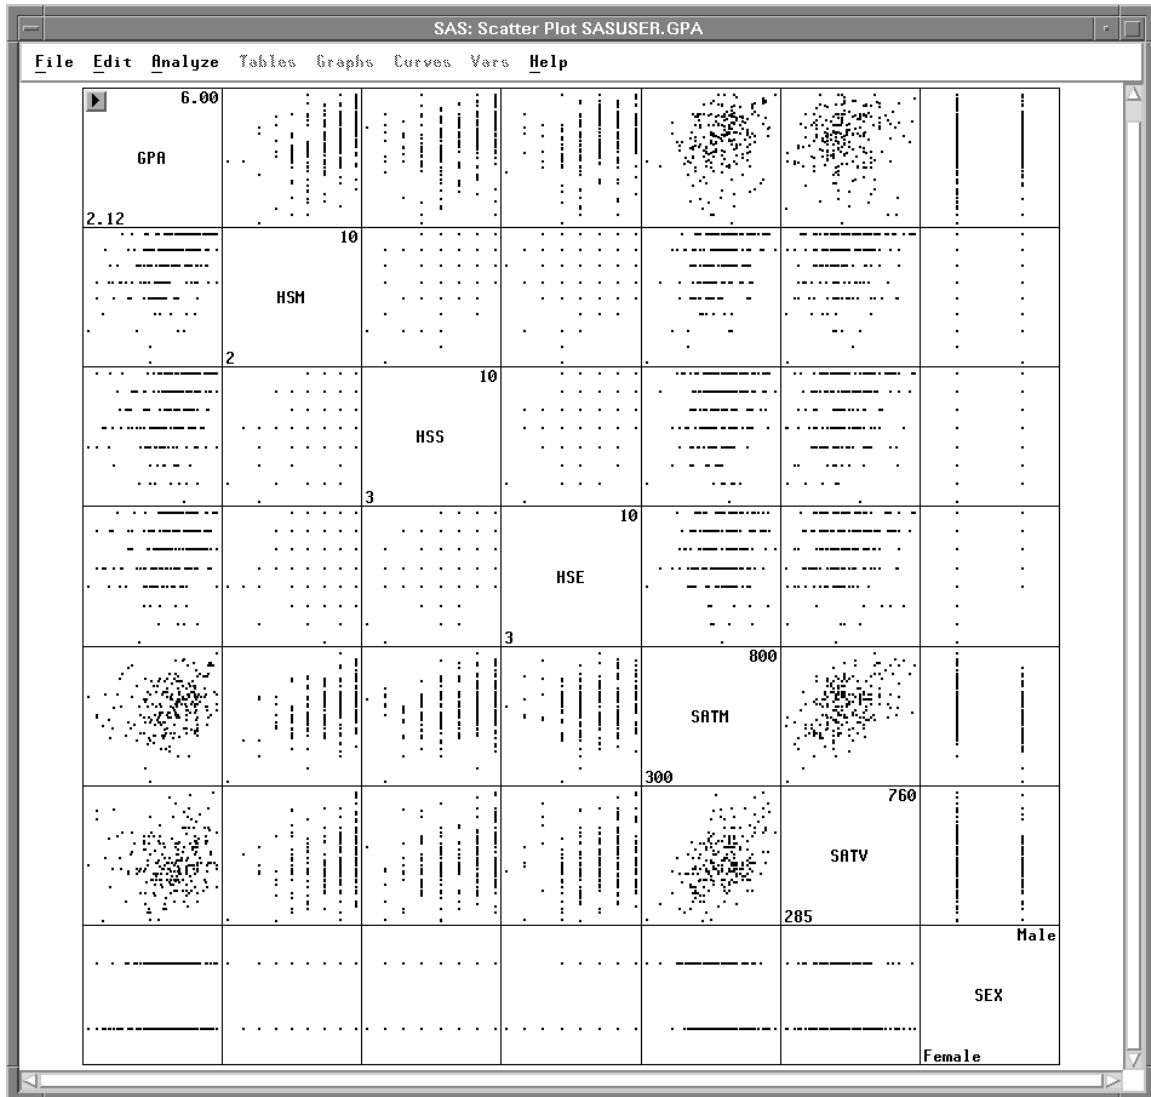 SAS: Scatter Plot SASUSER.GPA
File Edit Analyze Tables Graphs Curves Vars Help
6.00
GPA
2.12
10
HSM
2
10
HSS
3
10
HSE
3
800
SATM
300
760
SATV
285
Male
SEX
Female